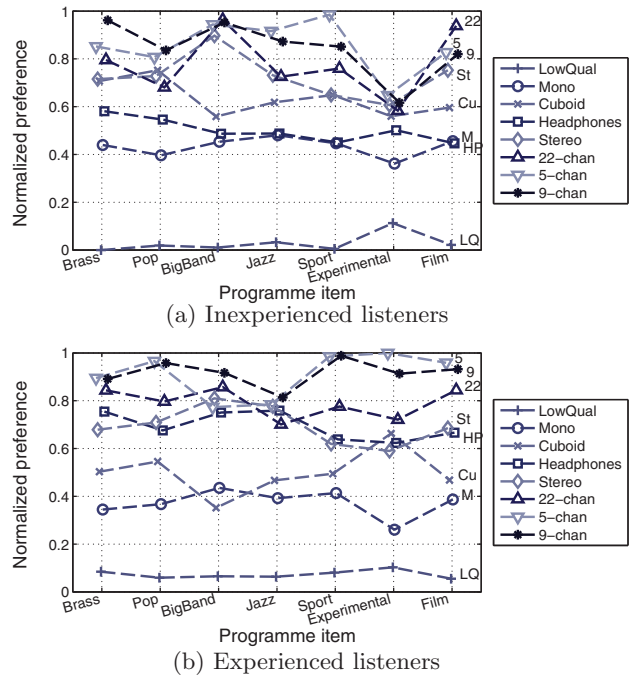 1
0.8
0.6
0.4
0.2
0
Normalized preference
Brass
Pop
BigBand
Jazz
Sport
Experimental
Film
Programme item
22
5
9
St
Cu
M
HP
LQ
LowQual
Mono
Cuboid
Headphones
Stereo
22-chan
5-chan
9-chan
(a) Inexperienced listeners
1
0.8
0.6
0.4
0.2
0
Normalized preference
Brass
Pop
BigBand
Jazz
Sport
Experimental
Film
Programme item
5
9
22
St
HP
Cu
M
LQ
LowQual
Mono
Cuboid
Headphones
Stereo
22-chan
5-chan
9-chan
(b) Experienced listeners